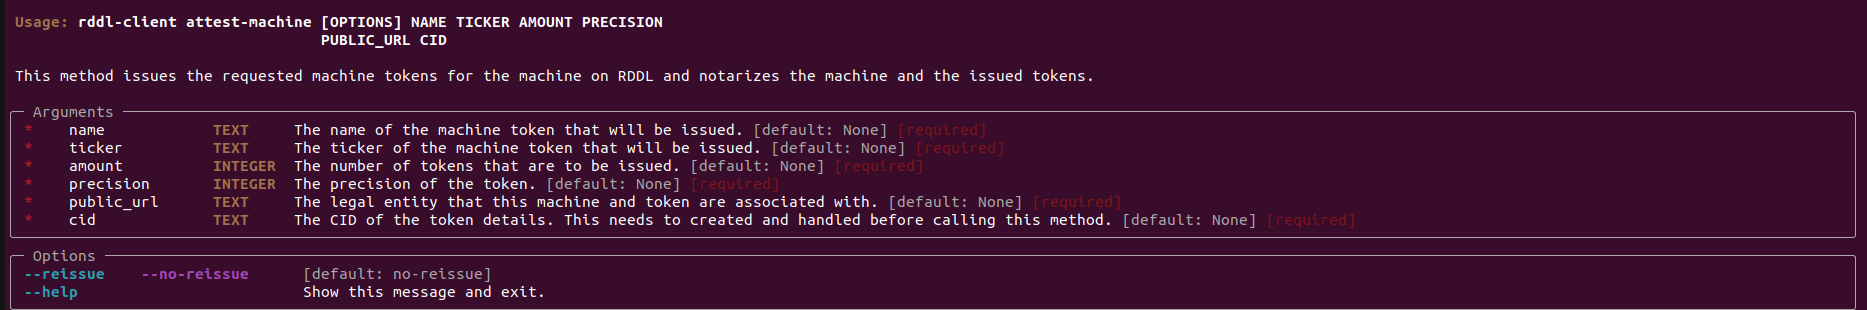 Usage: rddl-client attest-machine [OPTIONS] NAME TICKER AMOUNT PRECISION
PUBLIC_URL CID
This method issues the requested machine tokens for the machine on RDDL and notarizes the machine and the issued tokens.
Arguments
* name TEXT The name of the machine token that will be issued. [default: None] [required]
* ticker TEXT The ticker of the machine token that will be issued. [default: None] [required]
* amount INTEGER The number of tokens that are to be issued. [default: None] [required]
* precision INTEGER The precision of the token. [default: None] [required]
* public_url TEXT The legal entity that this machine and token are associated with. [default: None] [required]
* cid TEXT The CID of the token details. This needs to created and handled before calling this method. [default: None] [required]
Options
--reissue --no-reissue [default: no-reissue]
--help Show this message and exit.